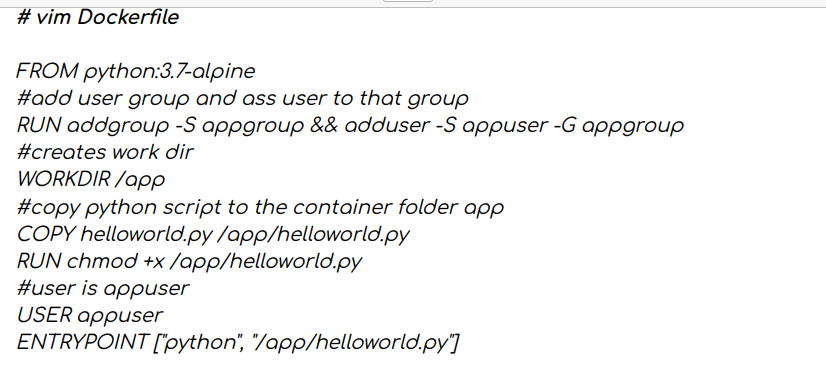 # vim Dockerfile
FROM python:3.7-alpine
#add user group and ass user to that group
RUN addgroup -S appgroup && adduser -S appuser -G appgroup
#creates work dir
WORKDIR /app
#copy python script to the container folder app
COPY helloworld.py /app/helloworld.py
RUN chmod +x /app/helloworld.py
#user is appuser
USER appuser
ENTRYPOINT ["python", "/app/helloworld.py"]